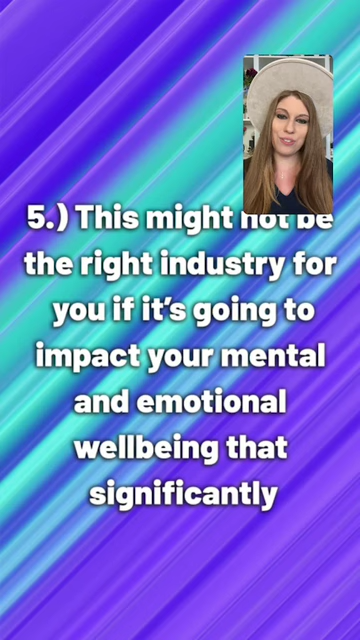 5.) This might not be
the right industry for
you if it's going to
impact your mental
and emotional
wellbeing that
significantly